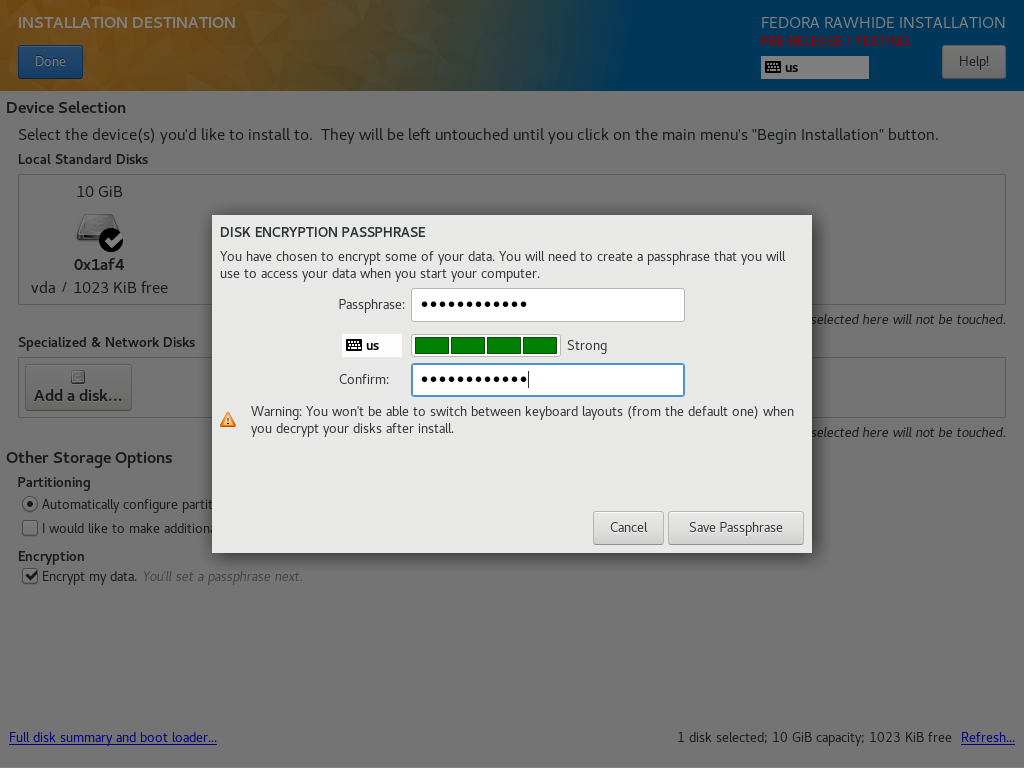 INSTALLATION DESTINATION
FEDORA RAWHIDE INSTALLATION
PRE-RELEASE / TESTING
Done
us
Help!
Device Selection
Select the device(s) you'd like to install to.  They will be left untouched until you click on the main menu's "Begin Installation" button.
Local Standard Disks
10 GiB
0x1af4
vda / 1023 KiB free
selected here will not be touched.
Specialized & Network Disks
Add a disk...
selected here will not be touched.
Other Storage Options
Partitioning
Automatically configure partit
I would like to make additiona
Encryption
Encrypt my data. You'll set a passphrase next.
DISK ENCRYPTION PASSPHRASE
You have chosen to encrypt some of your data. You will need to create a passphrase that you will
use to access your data when you start your computer.
Passphrase: ●●●●●●●●●●●●
us Strong
Confirm: ●●●●●●●●●●●●
Warning: You won't be able to switch between keyboard layouts (from the default one) when
you decrypt your disks after install.
Cancel Save Passphrase
Full disk summary and boot loader...
1 disk selected; 10 GiB capacity; 1023 KiB free Refresh...